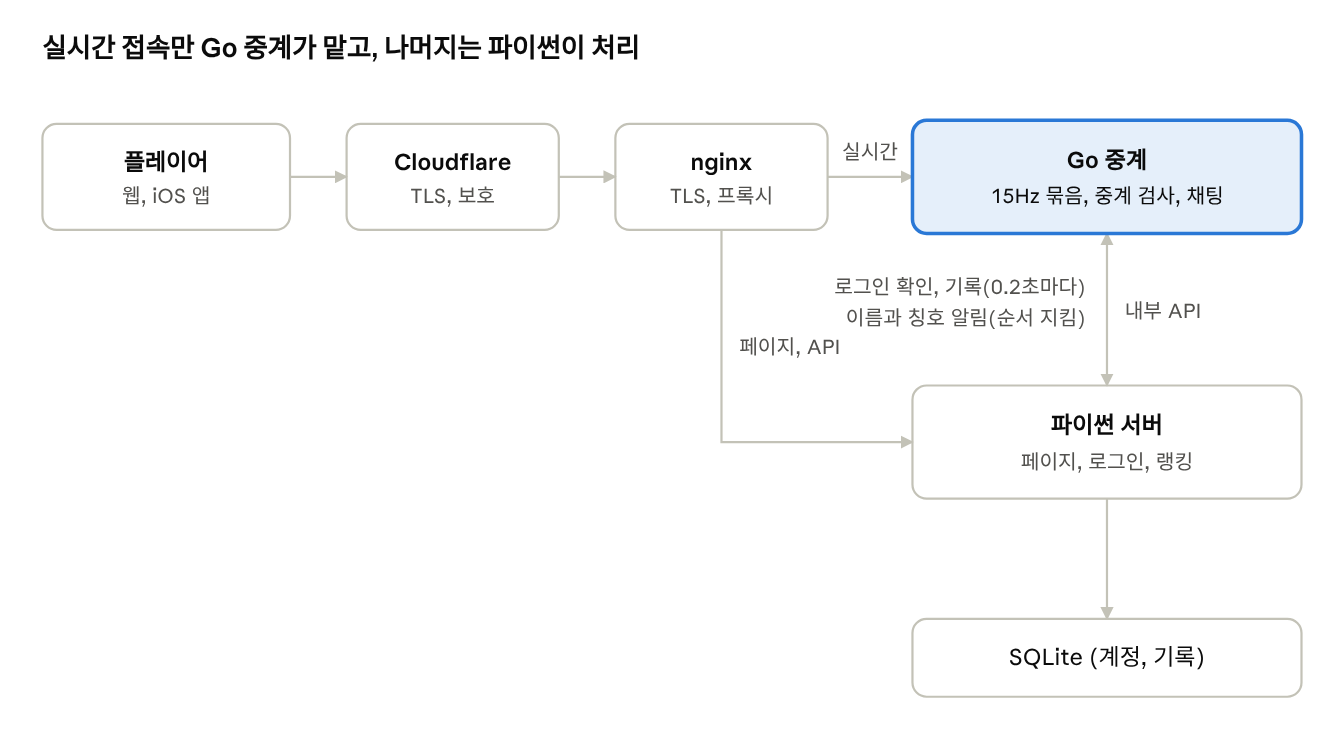 실시간 접속만 Go 중계가 맡고, 나머지는 파이썬이 처리
플레이어
웹, iOS 앱
Cloudflare
TLS, 보호
nginx
TLS, 프록시
실시간
Go 중계
15Hz 묶음, 중계 검사, 채팅
로그인 확인, 기록(0.2초마다)
이름과 칭호 알림(순서 지킴)
내부 API
페이지, API
파이썬 서버
페이지, 로그인, 랭킹
SQLite (계정, 기록)